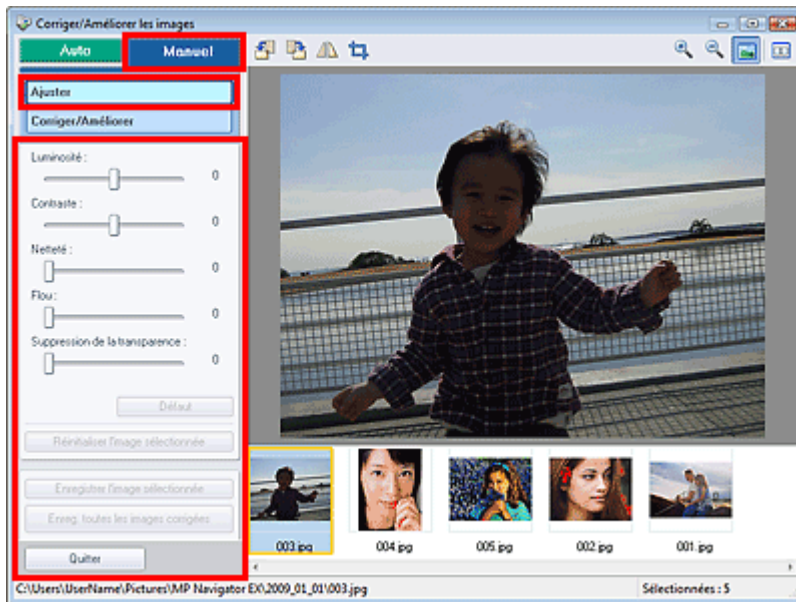 Corriger/Améliorer les images
Auto
Manuel
Ajuster
Corriger/Améliorer
Luminosité :
0
Contraste :
0
Netteté :
0
Flou :
0
Suppression de la transparence :
0
Défaut
Réinitialiser l'image sélectionnée
Enregistrer l'image sélectionnée
Enreg. toutes les images corrigées
Quitter
003.jpg
004.jpg
005.jpg
002.jpg
001.jpg
C:\Users\UserName\Pictures\MP Navigator EX\2009_01_01\003.jpg
Sélectionnées : 5